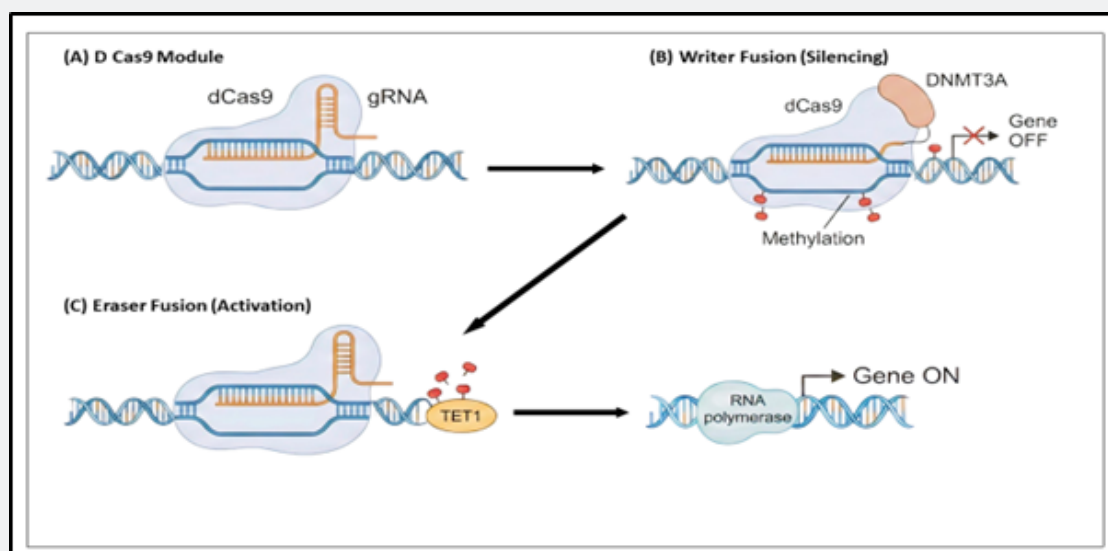 (A) D Cas9 Module
dCas9
gRNA
(B) Writer Fusion (Silencing)
DNMT3A
dCas9
Gene
OFF
Methylation
(C) Eraser Fusion (Activation)
TET1
RNA
polymerase
Gene ON